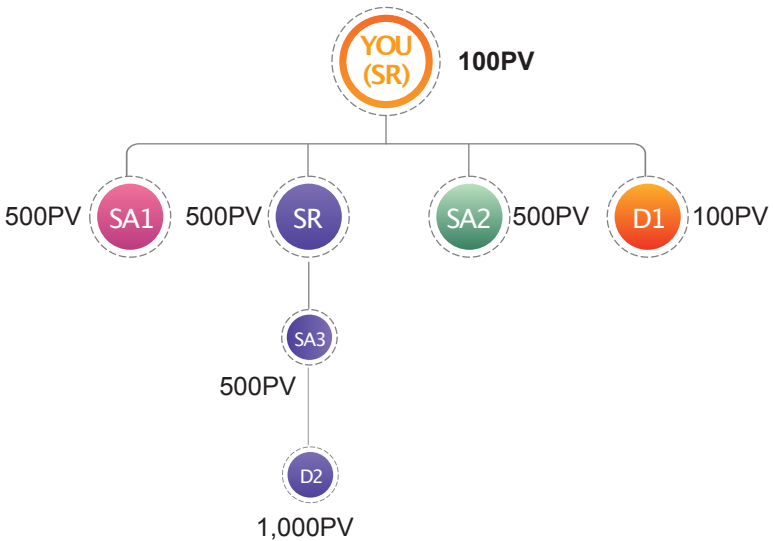 YOU
(SR)
100PV
500PV
SA1
500PV
SR
SA2
500PV
D1
100PV
SA3
500PV
D2
1,000PV